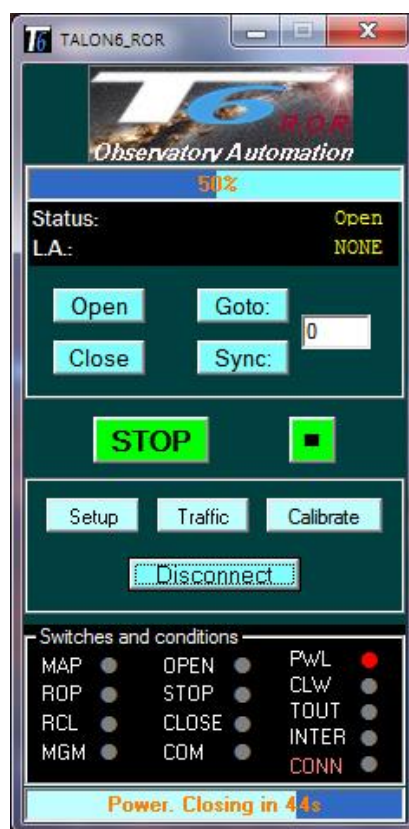 TALON6_ROR
T6
R.O.R
Observatory Automation
50%
Status: Open
L.A.: NONE
Open Goto:
0
Close Sync:
STOP
Setup Traffic Calibrate
Disconnect
Switches and conditions
MAP OPEN PWL
ROP STOP CLW
RCL CLOSE TOUT
MGM COM INTER
CONN
Power. Closing in 44s